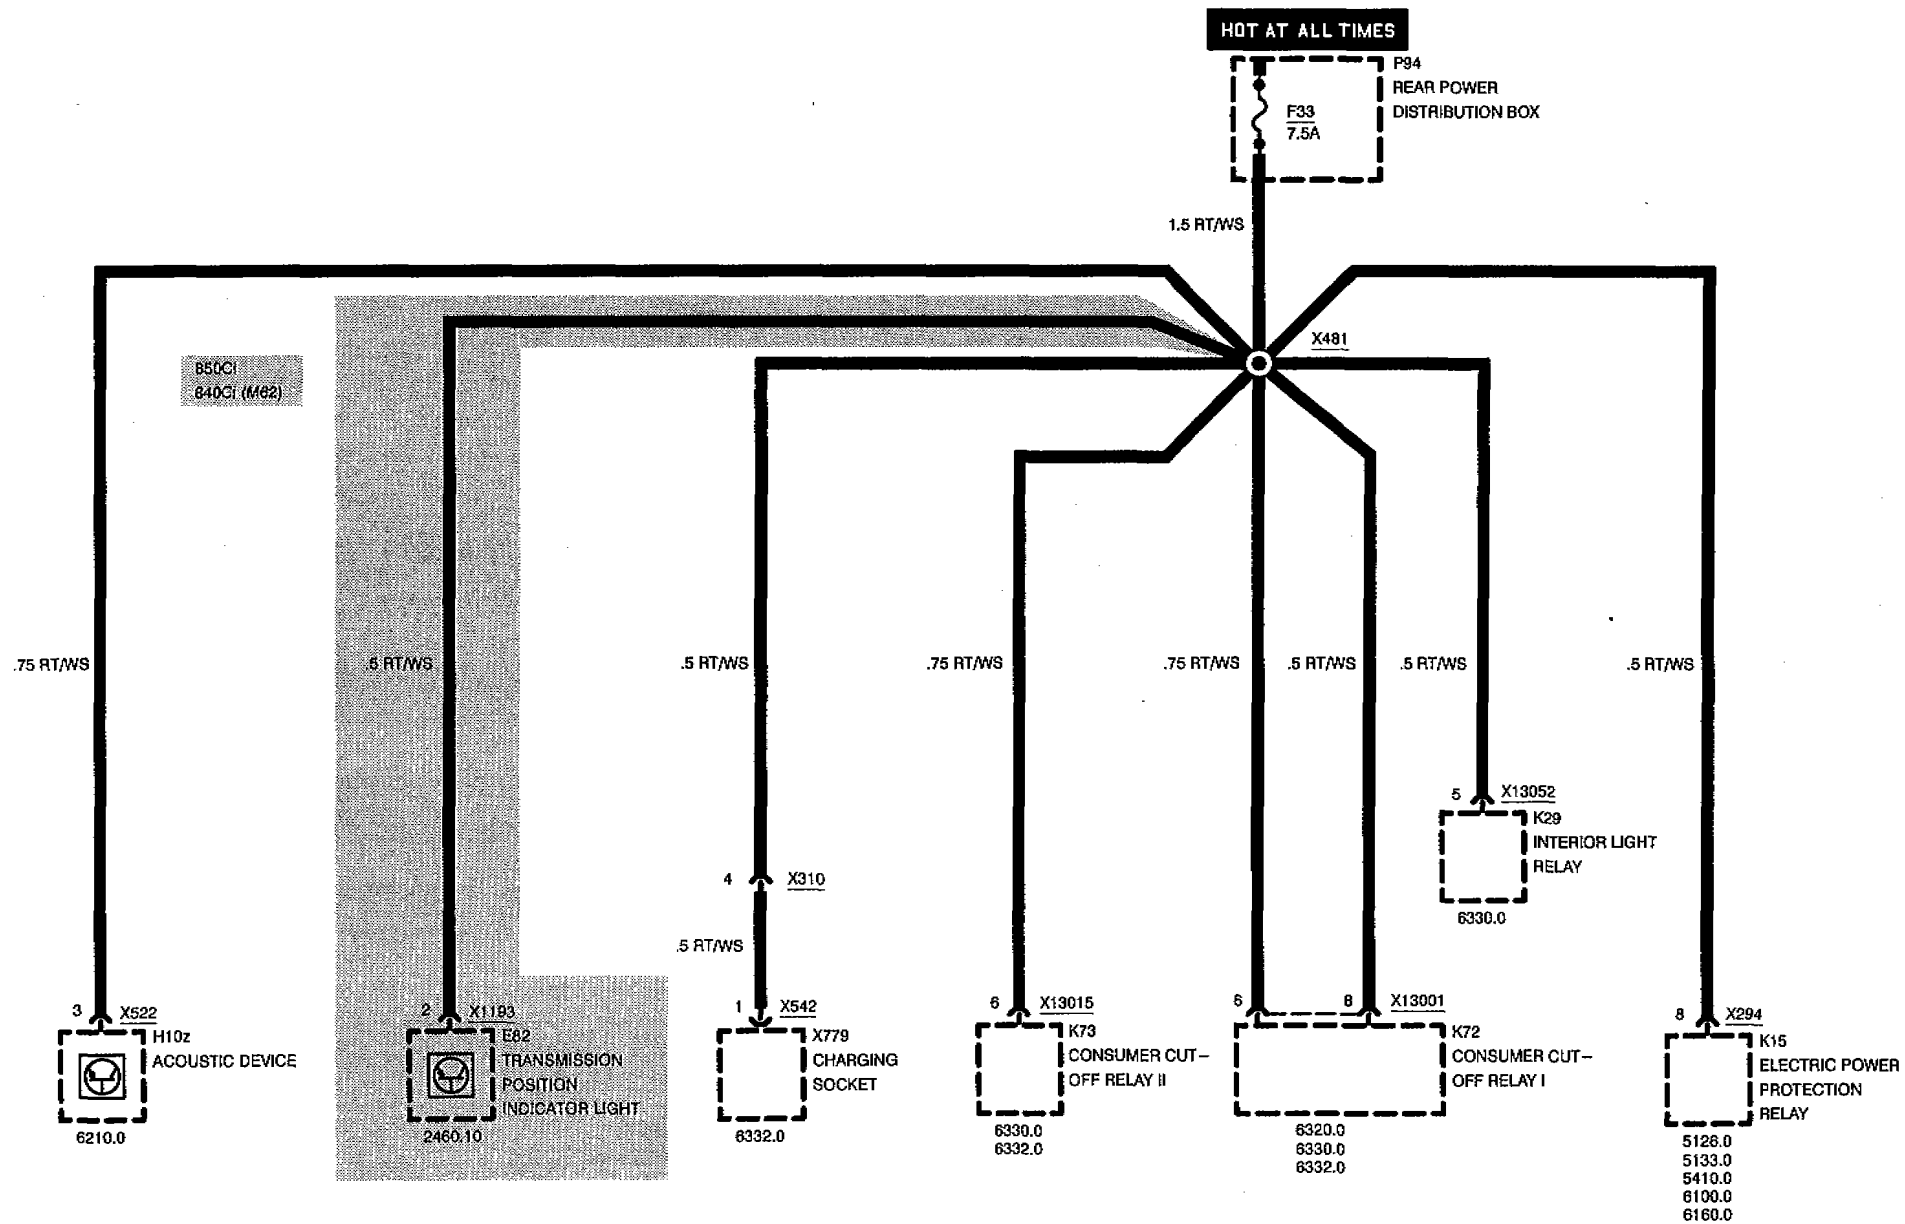 HOT AT ALL TIMES
P94
REAR POWER
DISTRIBUTION BOX
F33
7.5A
1.5 RT/WS
X481
850Ci
840Ci (M62)
.75 RT/WS
.5 RT/WS
.5 RT/WS
.75 RT/WS
.75 RT/WS
.5 RT/WS
.5 RT/WS
.5 RT/WS
5
X13052
K29
INTERIOR LIGHT
RELAY
6330.0
4
X310
.5 RT/WS
3
X522
H10z
ACOUSTIC DEVICE
6210.0
2
X1193
E82
TRANSMISSION
POSITION
INDICATOR LIGHT
2460.10
1
X542
X779
CHARGING
SOCKET
6332.0
6
X13015
K73
CONSUMER CUT–
OFF RELAY II
6330.0
6332.0
6
8
X13001
K72
CONSUMER CUT–
OFF RELAY I
6320.0
6330.0
6332.0
8
X294
K15
ELECTRIC POWER
PROTECTION
RELAY
5126.0
5133.0
5410.0
6100.0
6160.0